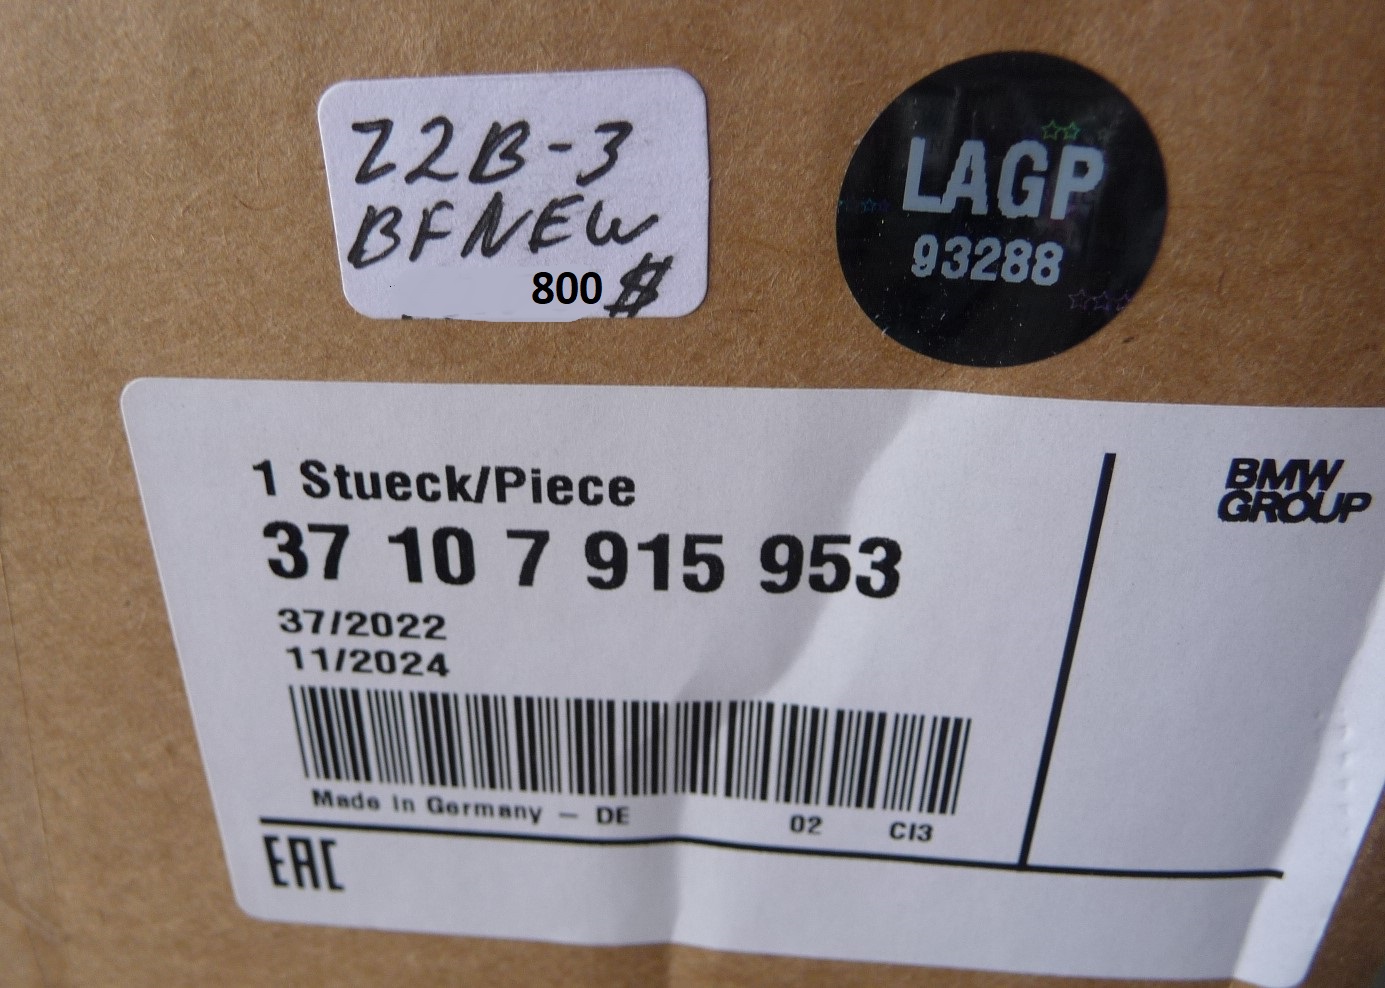 Z2B-3
BFNEW
800 $
LAGP
93288
1 Stueck/Piece
37 10 7 915 953
37/2022
11/2024
Made in Germany – DE
02 CI3
BMW
GROUP
EAC